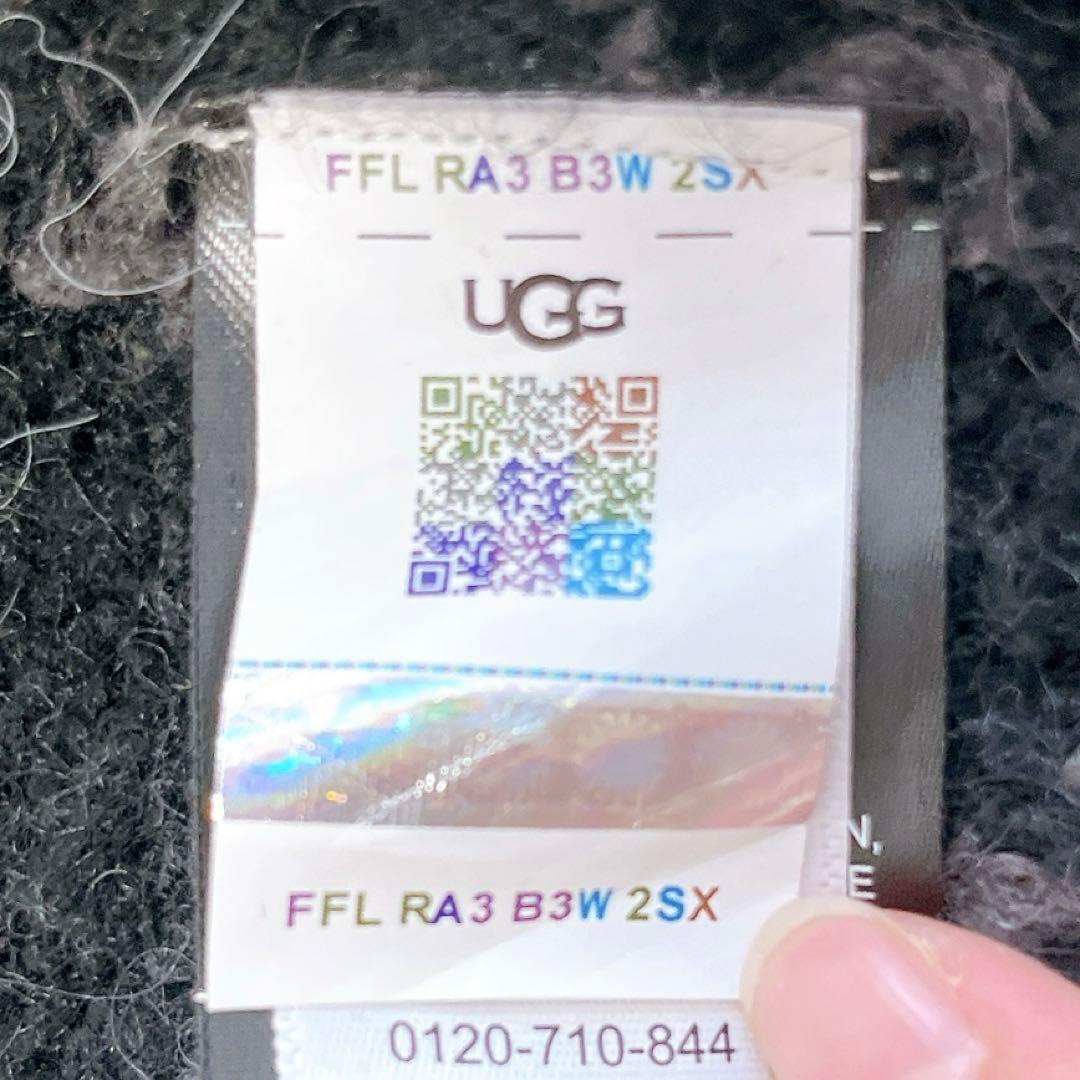 FFL RA3 B3W 2SX
UGG
N,
E
FFL RA3 B3W 2SX
0120-710-844